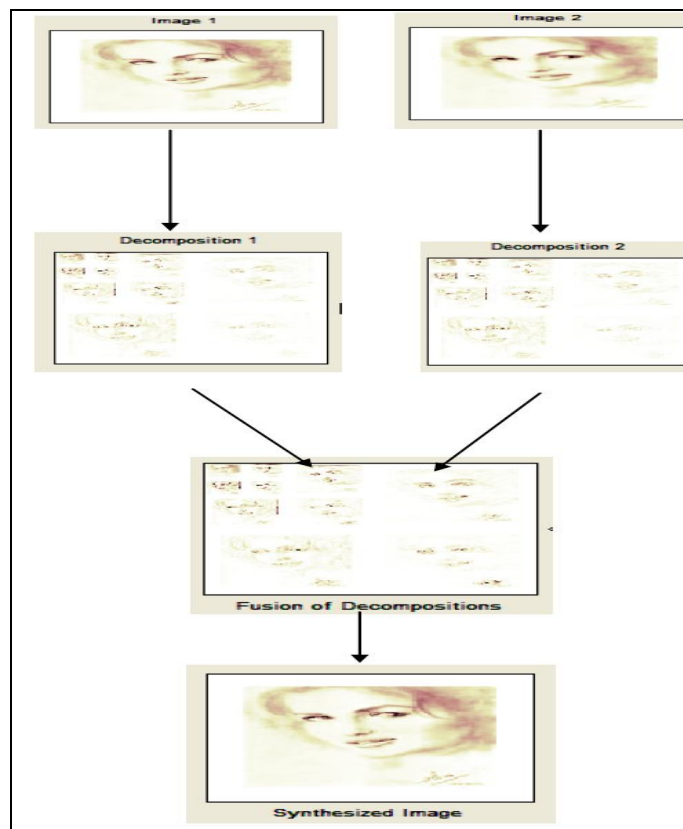 Image 1
Image 2
Decomposition 1
Decomposition 2
Fusion of Decompositions
Synthesized Image